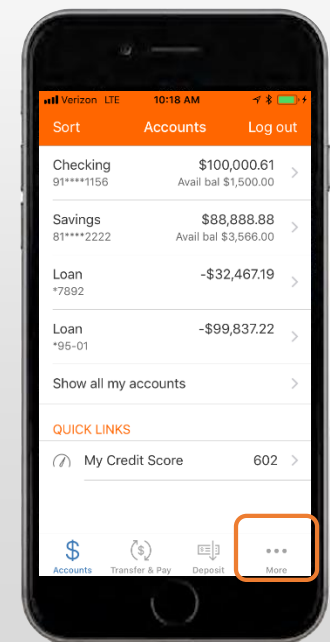 Verizon LTE 10:18 AM
Sort Accounts Log out
Checking $100,000.61
91****1156 Avail bal $1,500.00
Savings $88,888.88
81****2222 Avail bal $3,566.00
Loan -$32,467.19
*7892
Loan -$99,837.22
*95-01
Show all my accounts
QUICK LINKS
My Credit Score 602
Accounts Transfer & Pay Deposit More